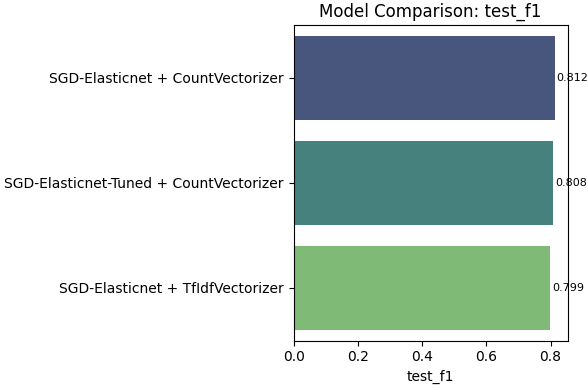 Model Comparison: test_f1
SGD-Elasticnet + CountVectorizer
0.812
SGD-Elasticnet-Tuned + CountVectorizer
0.808
SGD-Elasticnet + TfIdfVectorizer
0.799
0.0 0.2 0.4 0.6 0.8
test_f1